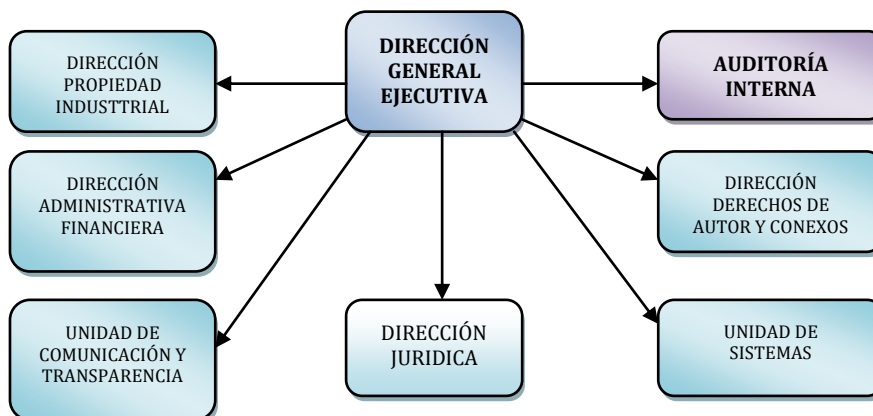 DIRECCIÓN
PROPIEDAD
INDUSTTRIAL
DIRECCIÓN
GENERAL
EJECUTIVA
AUDITORÍA
INTERNA
DIRECCIÓN
ADMINISTRATIVA
FINANCIERA
DIRECCIÓN
DERECHOS DE
AUTOR Y CONEXOS
UNIDAD DE
COMUNICACIÓN Y
TRANSPARENCIA
DIRECCIÓN
JURIDICA
UNIDAD DE
SISTEMAS